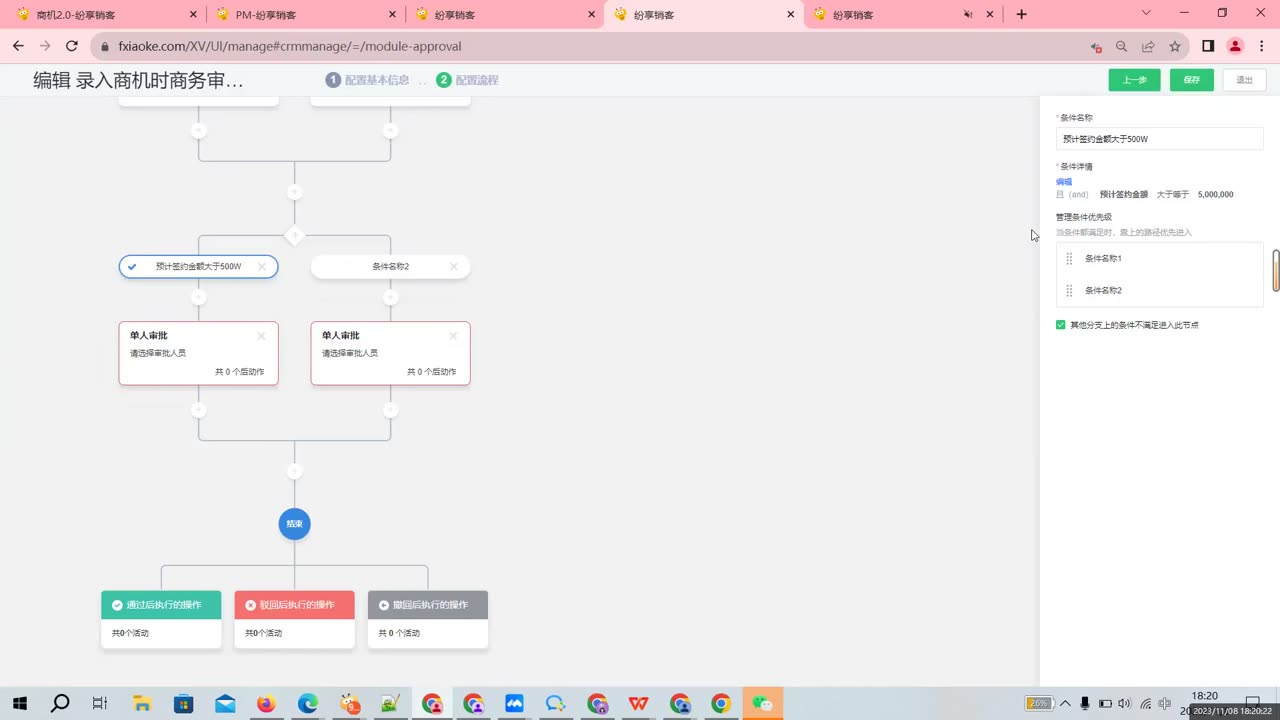 商机2.0-纷享销客
PM-纷享销客
纷享销客
纷享销客
纷享销客
fxiaoke.com/XV/UI/manage#crmmanage/=/module-approval
编辑 录入商机时商务审…
1 配置基本信息
2 配置流程
上一步
保存
退出
预计签约金额大于500W
条件名称2
单人审批
请选择审批人员
共 0 个后动作
单人审批
请选择审批人员
共 0 个后动作
结束
通过后执行的操作
共0个活动
驳回后执行的操作
共0个活动
撤回后执行的操作
共 0 个活动
*条件名称
预计签约金额大于500W
*条件详情
编辑
且（and） 预计签约金额 大于等于 5,000,000
管理条件优先级
当条件都满足时，靠上的路径优先进入
条件名称1
条件名称2
其他分支上的条件不满足进入此节点
26%
18:20
2023/11/08 18:20:22